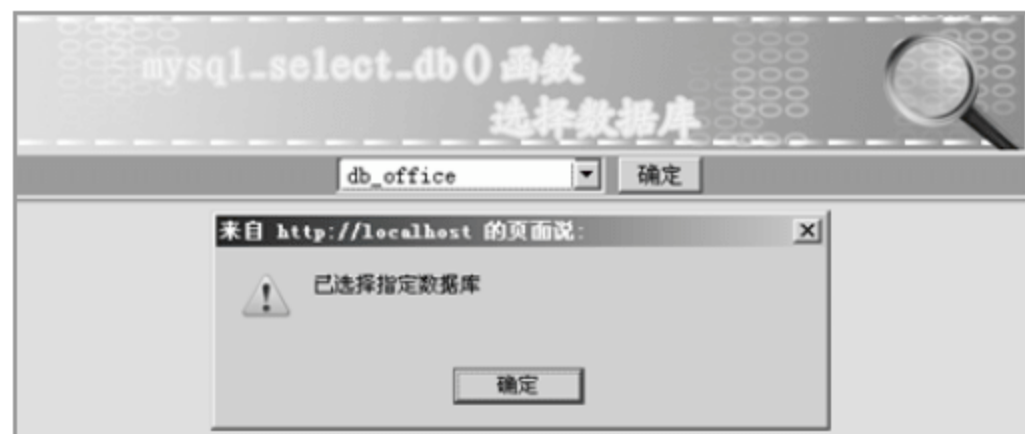 mysql_select_db()函数
选择数据库
db_office 确定
来自 http://localhost 的页面说:
已选择指定数据库
确定